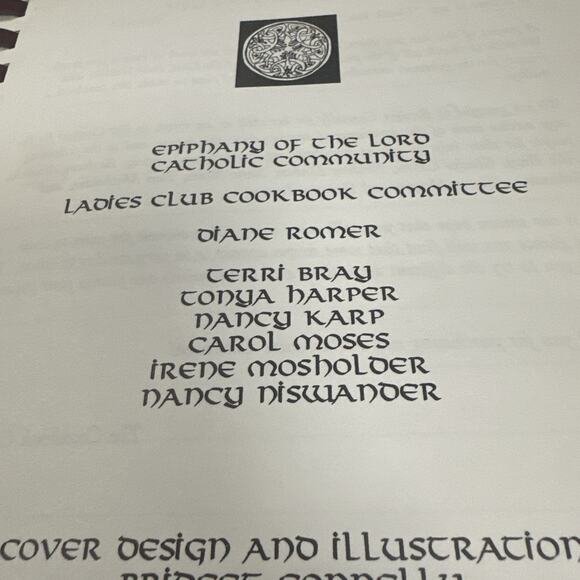 EPIPHANY OF THE LORD
CATHOLIC COMMUNITY
LADIES CLUB COOKBOOK COMMITTEE
DIANE ROMER
TERRI BRAY
TONYA HARPER
NANCY KARP
CAROL MOSES
IRENE MOSHOLDER
NANCY NISWANDER
COVER DESIGN AND ILLUSTRATION
BRIDGET